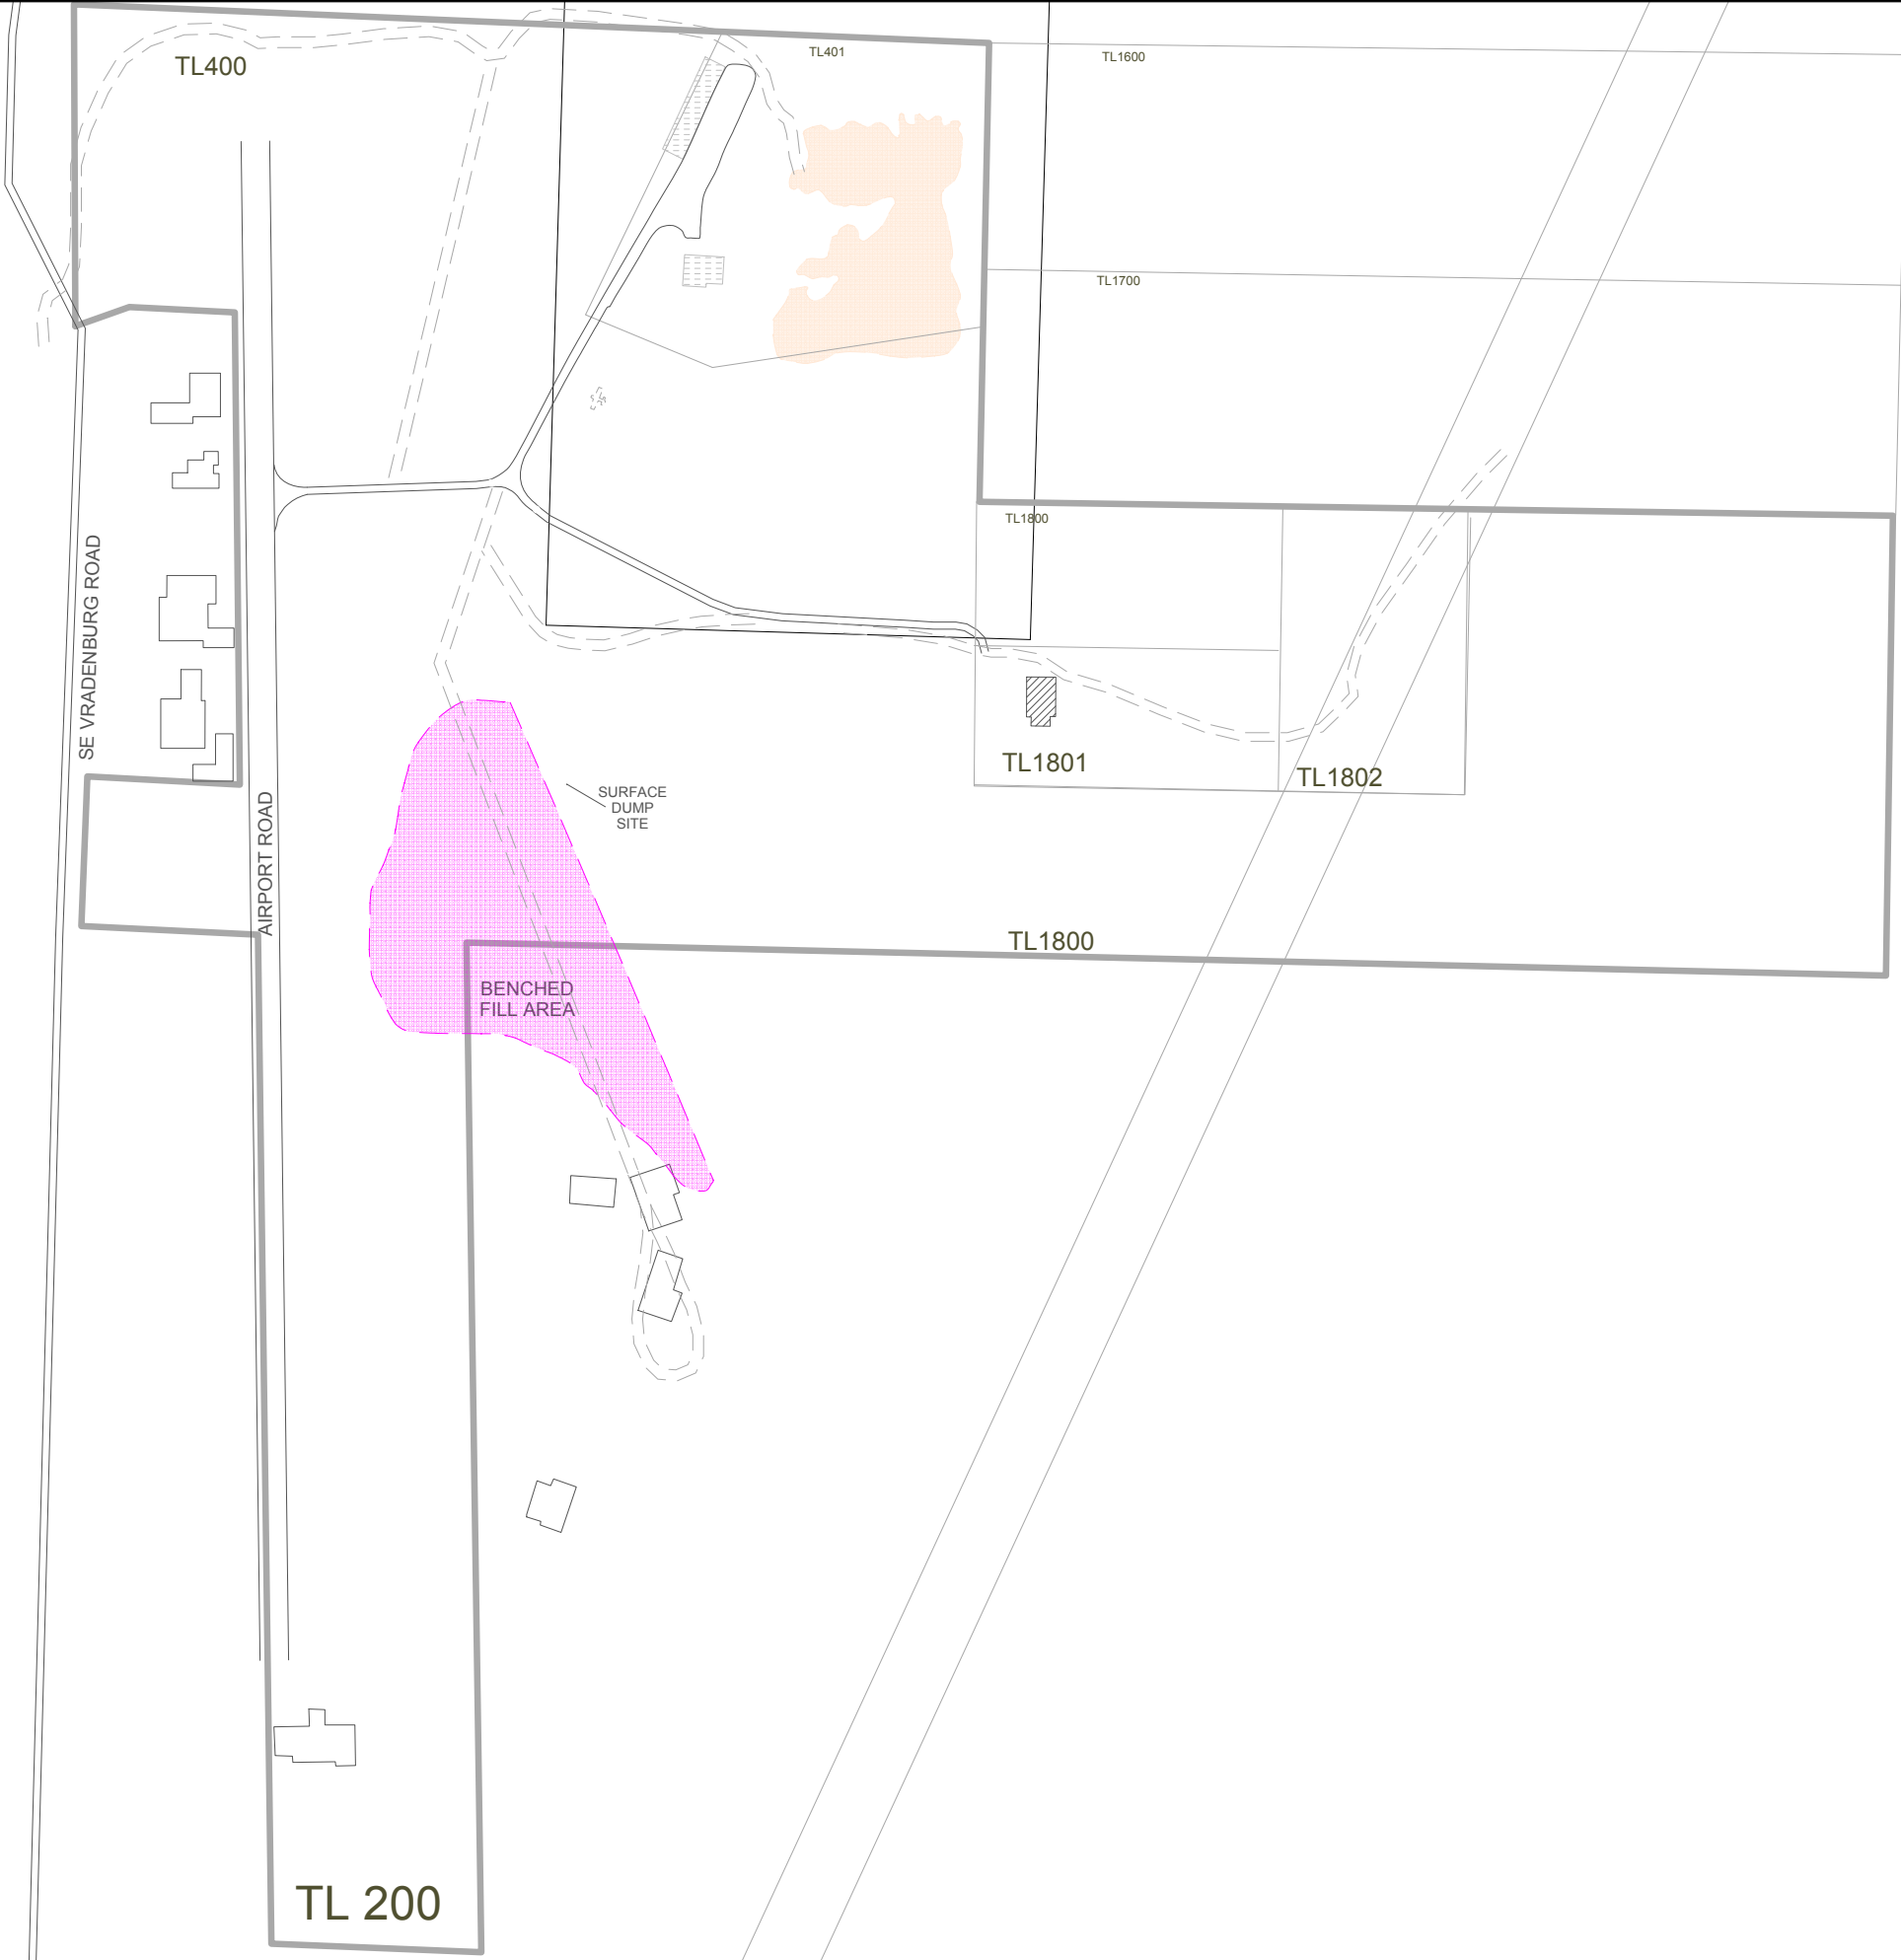 TL400
TL401
TL1600
TL1700
TL1800
SE VRADENBURG ROAD
TL1801
TL1802
SURFACE
DUMP
SITE
AIRPORT ROAD
TL1800
BENCHED
FILL AREA
TL 200